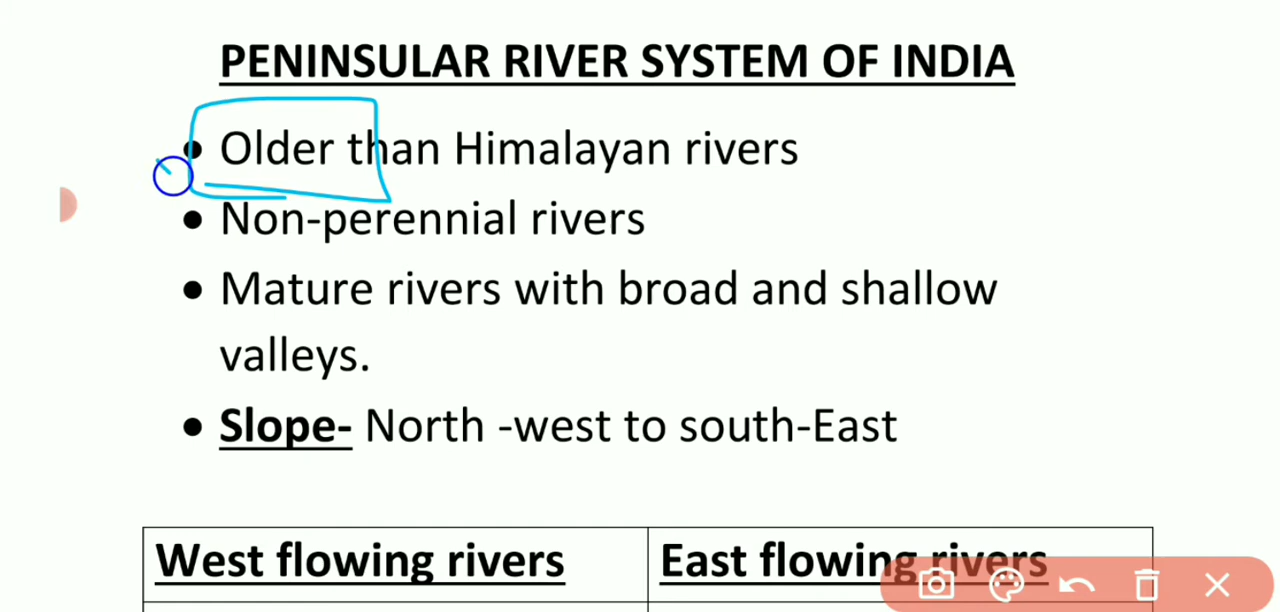 PENINSULAR RIVER SYSTEM OF INDIA
• Older than Himalayan rivers
• Non-perennial rivers
• Mature rivers with broad and shallow
valleys.
• Slope- North -west to south-East
West flowing rivers
East flowing rivers